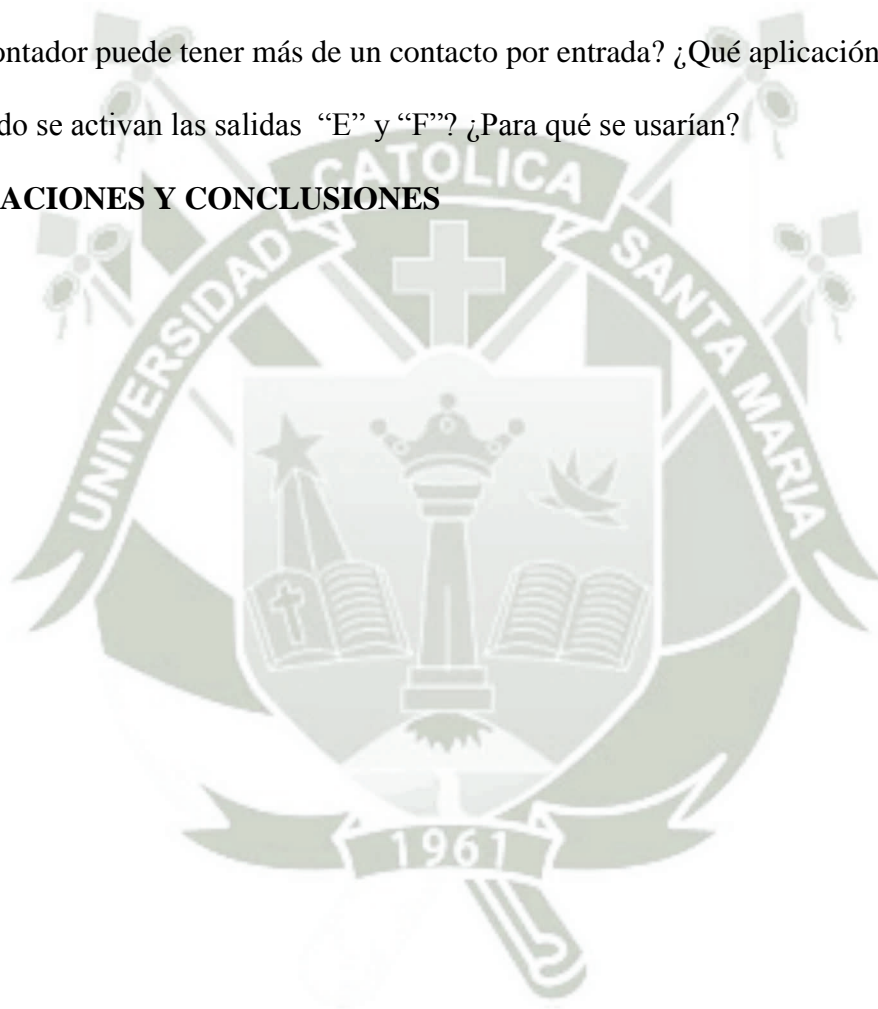 ontador puede tener más de un contacto por entrada? ¿Qué aplicación
do se activan las salidas “E” y “F”? ¿Para qué se usarían?
ACIONES Y CONCLUSIONES
UNIVERSIDAD CATOLICA SANTA MARIA
1961